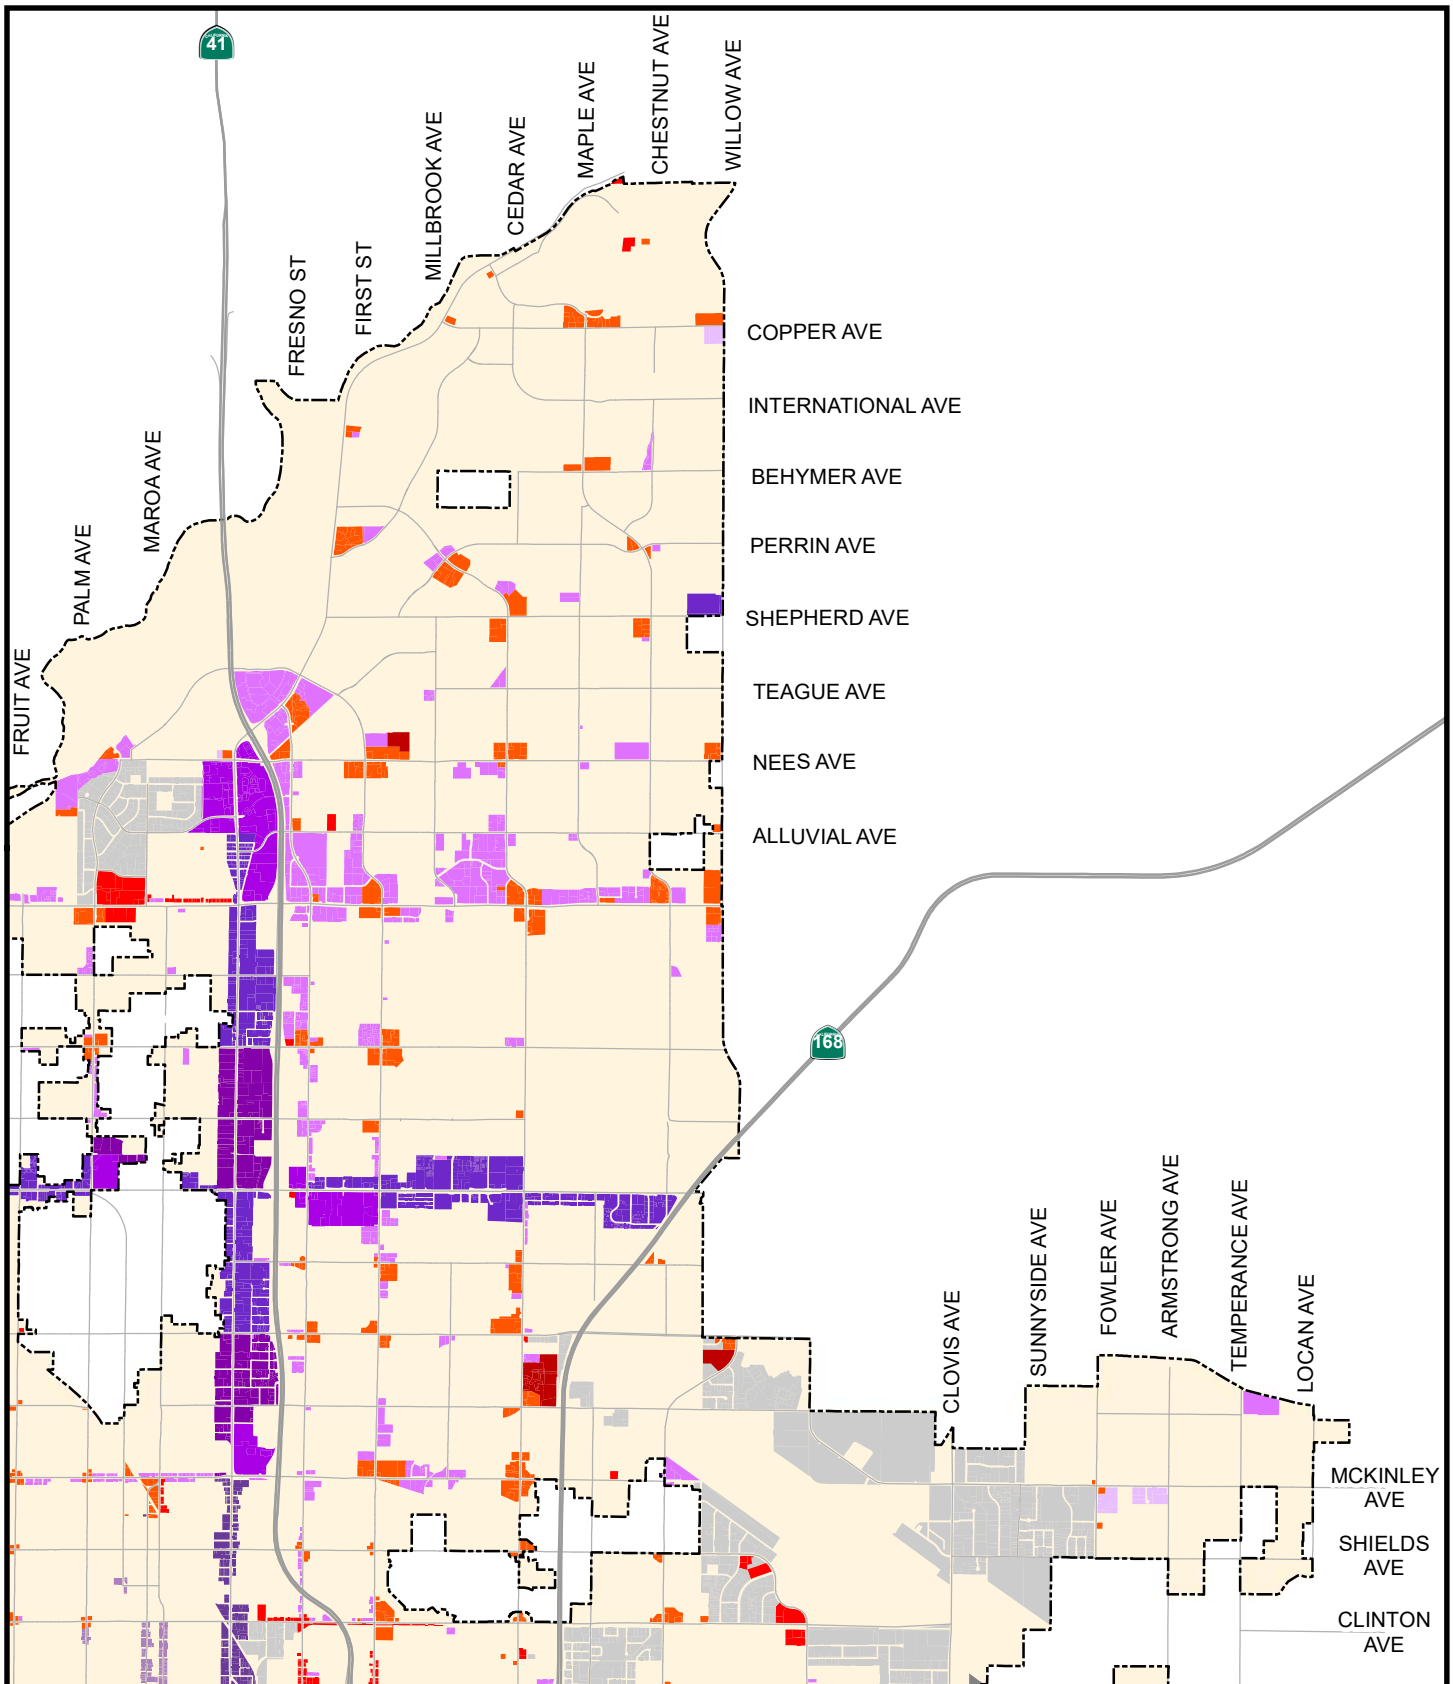 CALIFORNIA
41
CHESTNUT AVE
WILLOW AVE
MAPLE AVE
CEDAR AVE
MILLBROOK AVE
FIRST ST
FRESNO ST
MAROA AVE
PALM AVE
FRUIT AVE
COPPER AVE
INTERNATIONAL AVE
BEHYMER AVE
PERRIN AVE
SHEPHERD AVE
TEAGUE AVE
NEES AVE
ALLUVIAL AVE
168
CLOVIS AVE
SUNNYSIDE AVE
FOWLER AVE
ARMSTRONG AVE
TEMPERANCE AVE
LOCAN AVE
MCKINLEY
AVE
SHIELDS
AVE
CLINTON
AVE